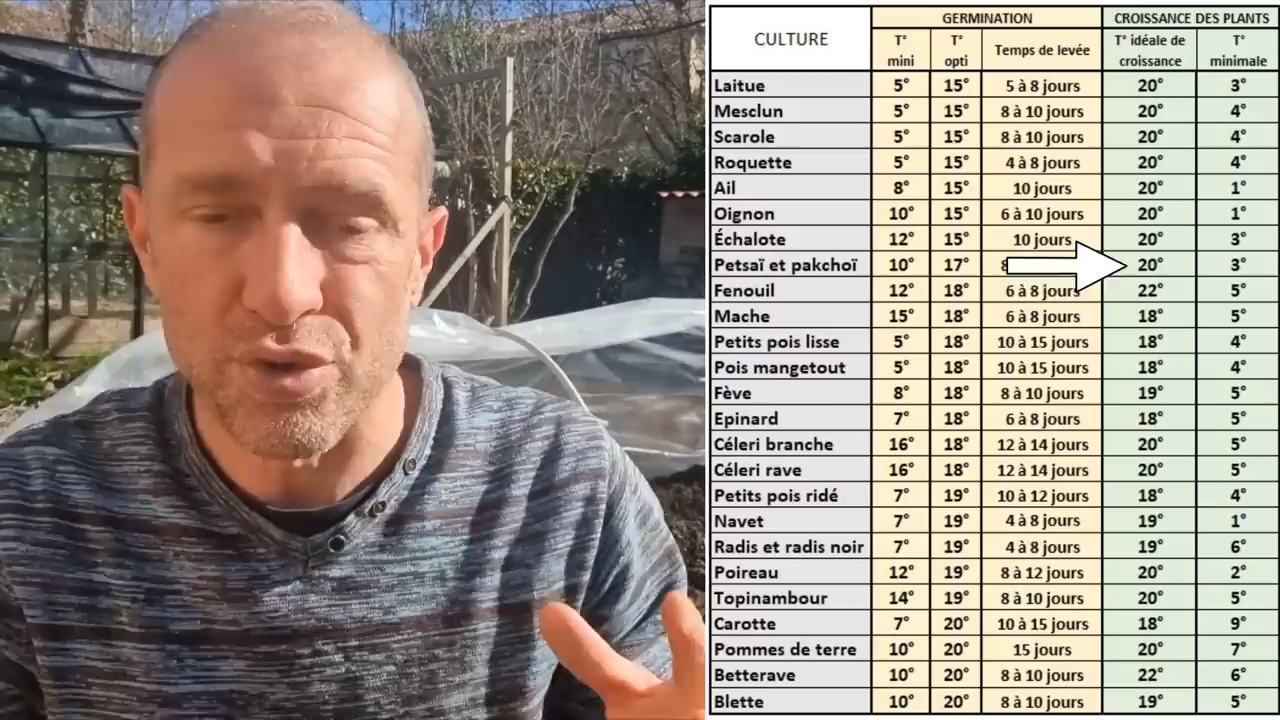 CULTURE GERMINATION CROISSANCE DES PLANTS
T° mini T° opti Temps de levée T° idéale de croissance T° minimale
Laitue 5° 15° 5 à 8 jours 20° 3°
Mesclun 5° 15° 8 à 10 jours 20° 4°
Scarole 5° 15° 8 à 10 jours 20° 4°
Roquette 5° 15° 4 à 8 jours 20° 4°
Ail 8° 15° 10 jours 20° 1°
Oignon 10° 15° 6 à 10 jours 20° 1°
Échalote 12° 15° 10 jours 20° 3°
Petsaï et pakchoï 10° 17° 20° 3°
Fenouil 12° 18° 6 à 8 jours 22° 5°
Mache 15° 18° 6 à 8 jours 18° 5°
Petits pois lisse 5° 18° 10 à 15 jours 18° 4°
Pois mangetout 5° 18° 10 à 15 jours 18° 4°
Fève 8° 18° 8 à 10 jours 19° 5°
Epinard 7° 18° 6 à 8 jours 18° 5°
Céleri branche 16° 18° 12 à 14 jours 20° 5°
Céleri rave 16° 18° 12 à 14 jours 20° 5°
Petits pois ridé 7° 19° 10 à 12 jours 18° 4°
Navet 7° 19° 4 à 8 jours 19° 1°
Radis et radis noir 7° 19° 4 à 8 jours 19° 6°
Poireau 12° 19° 8 à 12 jours 20° 2°
Topinambour 14° 19° 8 à 10 jours 20° 5°
Carotte 7° 20° 10 à 15 jours 18° 9°
Pommes de terre 10° 20° 15 jours 20° 7°
Betterave 10° 20° 8 à 10 jours 22° 6°
Blette 10° 20° 8 à 10 jours 19° 5°